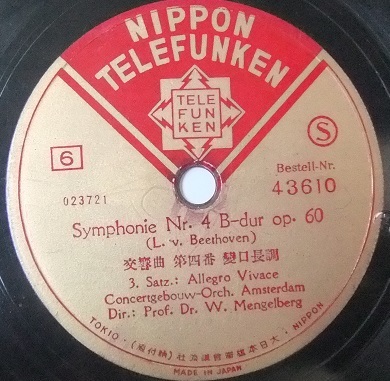 NIPPON
TELEFUNKEN
TELE
FUN
KEN
6
S
Bestell-Nr.
023721
43610
Symphonie Nr. 4 B-dur op. 60
(L. v. Beethoven)
交響曲 第四番 變ロ長調
3. Satz.: Allegro Vivace
Concertgebouw-Orch. Amsterdam
Dir.: Prof. Dr. W. Mengelberg
TOKIO
NIPPON
MADE IN JAPAN